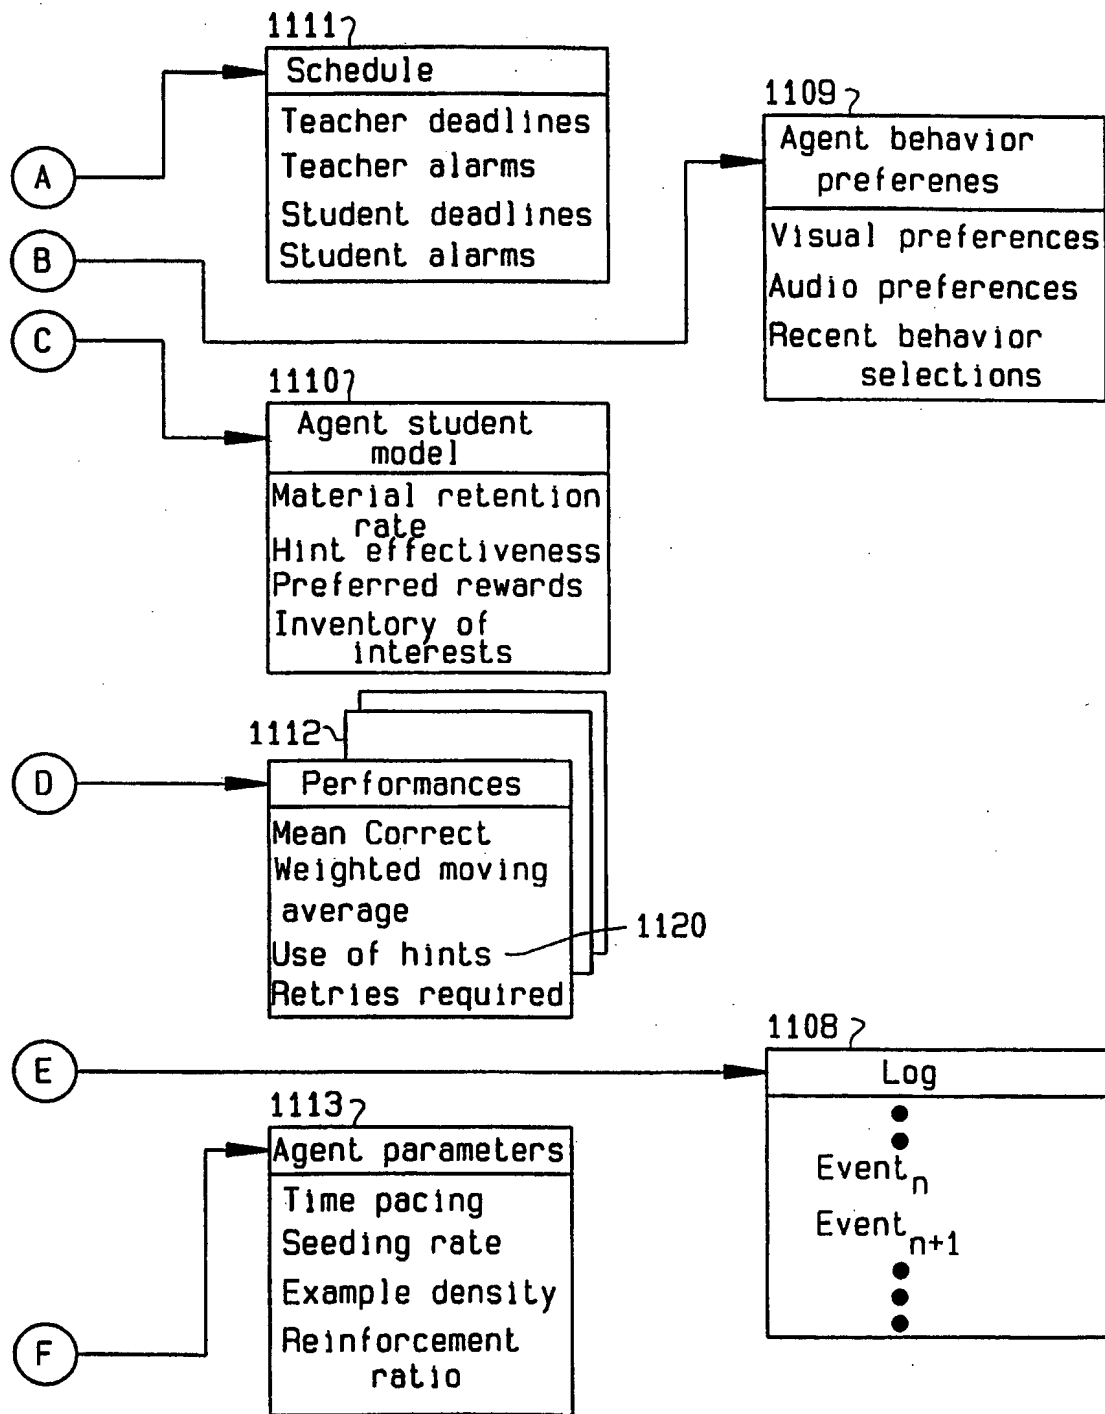 1111
Schedule
Teacher deadlines
Teacher alarms
Student deadlines
Student alarms
A
B
C
1109
Agent behavior
preferenes
Visual preferences
Audio preferences
Recent behavior
selections
1110
Agent student
model
Material retention
rate
Hint effectiveness
Preferred rewards
Inventory of
interests
1112
D
Performances
Mean Correct
Weighted moving
average
Use of hints
1120
Retries required
E
1108
Log
Event n
Event n+1
1113
Agent parameters
Time pacing
Seeding rate
Example density
Reinforcement
ratio
F